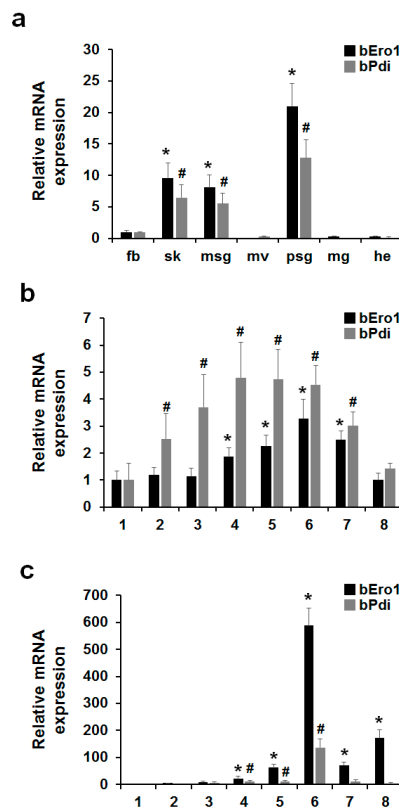 a
Relative mRNA
expression
30
25
20
15
10
5
0
bEro1
bPdi
*
#
*
#
*
#
fb sk msg mv psg mg he
b
Relative mRNA
expression
7
6
5
4
3
2
1
0
bEro1
bPdi
#
#
*
#
*
#
*
#
*
#
1 2 3 4 5 6 7 8
c
Relative mRNA
expression
700
600
500
400
300
200
100
0
bEro1
bPdi
*
#
*
#
*
#
*
*
1 2 3 4 5 6 7 8